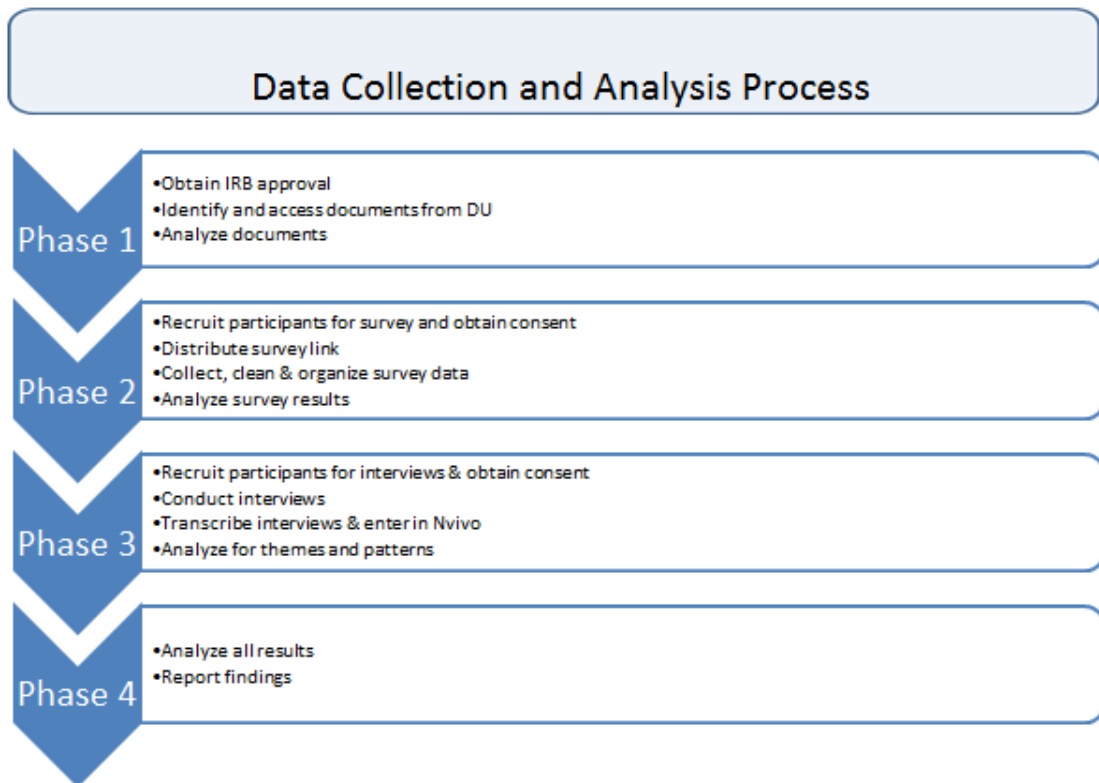 Data Collection and Analysis Process
Phase 1
•Obtain IRB approval
•Identify and access documents from DU
•Analyze documents
Phase 2
•Recruit participants for survey and obtain consent
•Distribute survey link
•Collect, clean & organize survey data
•Analyze survey results
Phase 3
•Recruit participants for interviews & obtain consent
•Conduct interviews
•Transcribe interviews & enter in Nvivo
•Analyze for themes and patterns
Phase 4
•Analyze all results
•Report findings